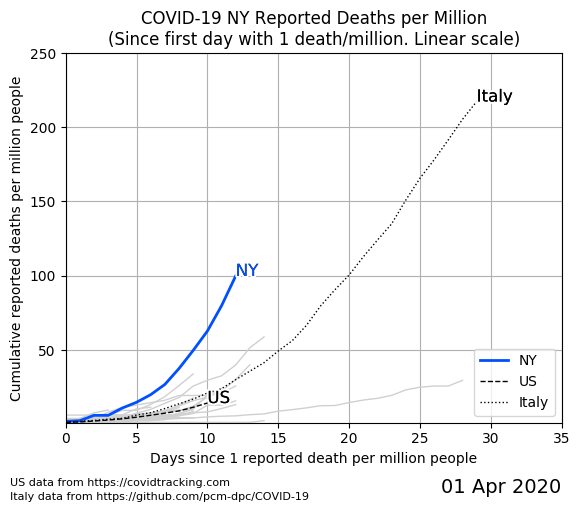 COVID-19 NY Reported Deaths per Million
(Since first day with 1 death/million. Linear scale)
Cumulative reported deaths per million people
250
200
150
100
50
Italy
NY
US
NY
US
Italy
0 5 10 15 20 25 30 35
Days since 1 reported death per million people
US data from https://covidtracking.com
Italy data from https://github.com/pcm-dpc/COVID-19
01 Apr 2020